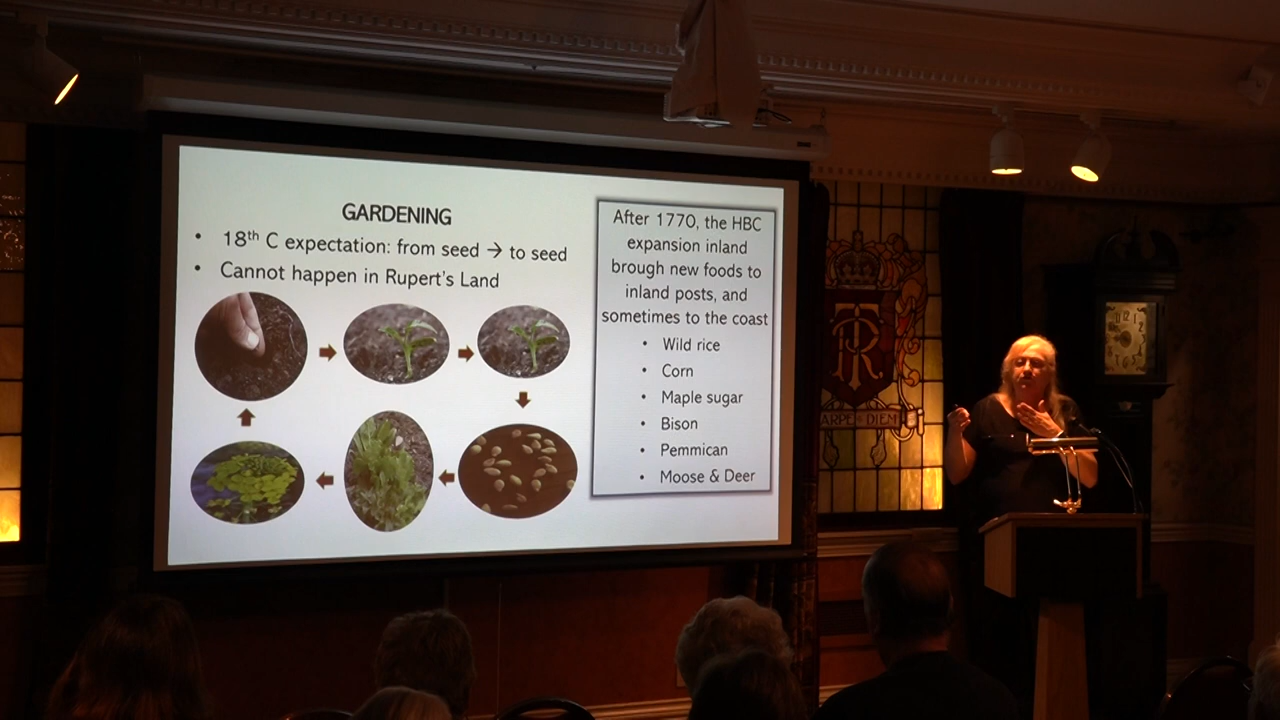 GARDENING
• 18th C expectation: from seed → to seed
• Cannot happen in Rupert's Land
After 1770, the HBC
expansion inland
brough new foods to
inland posts, and
sometimes to the coast
• Wild rice
• Corn
• Maple sugar
• Bison
• Pemmican
• Moose & Deer
ARPE DIEM